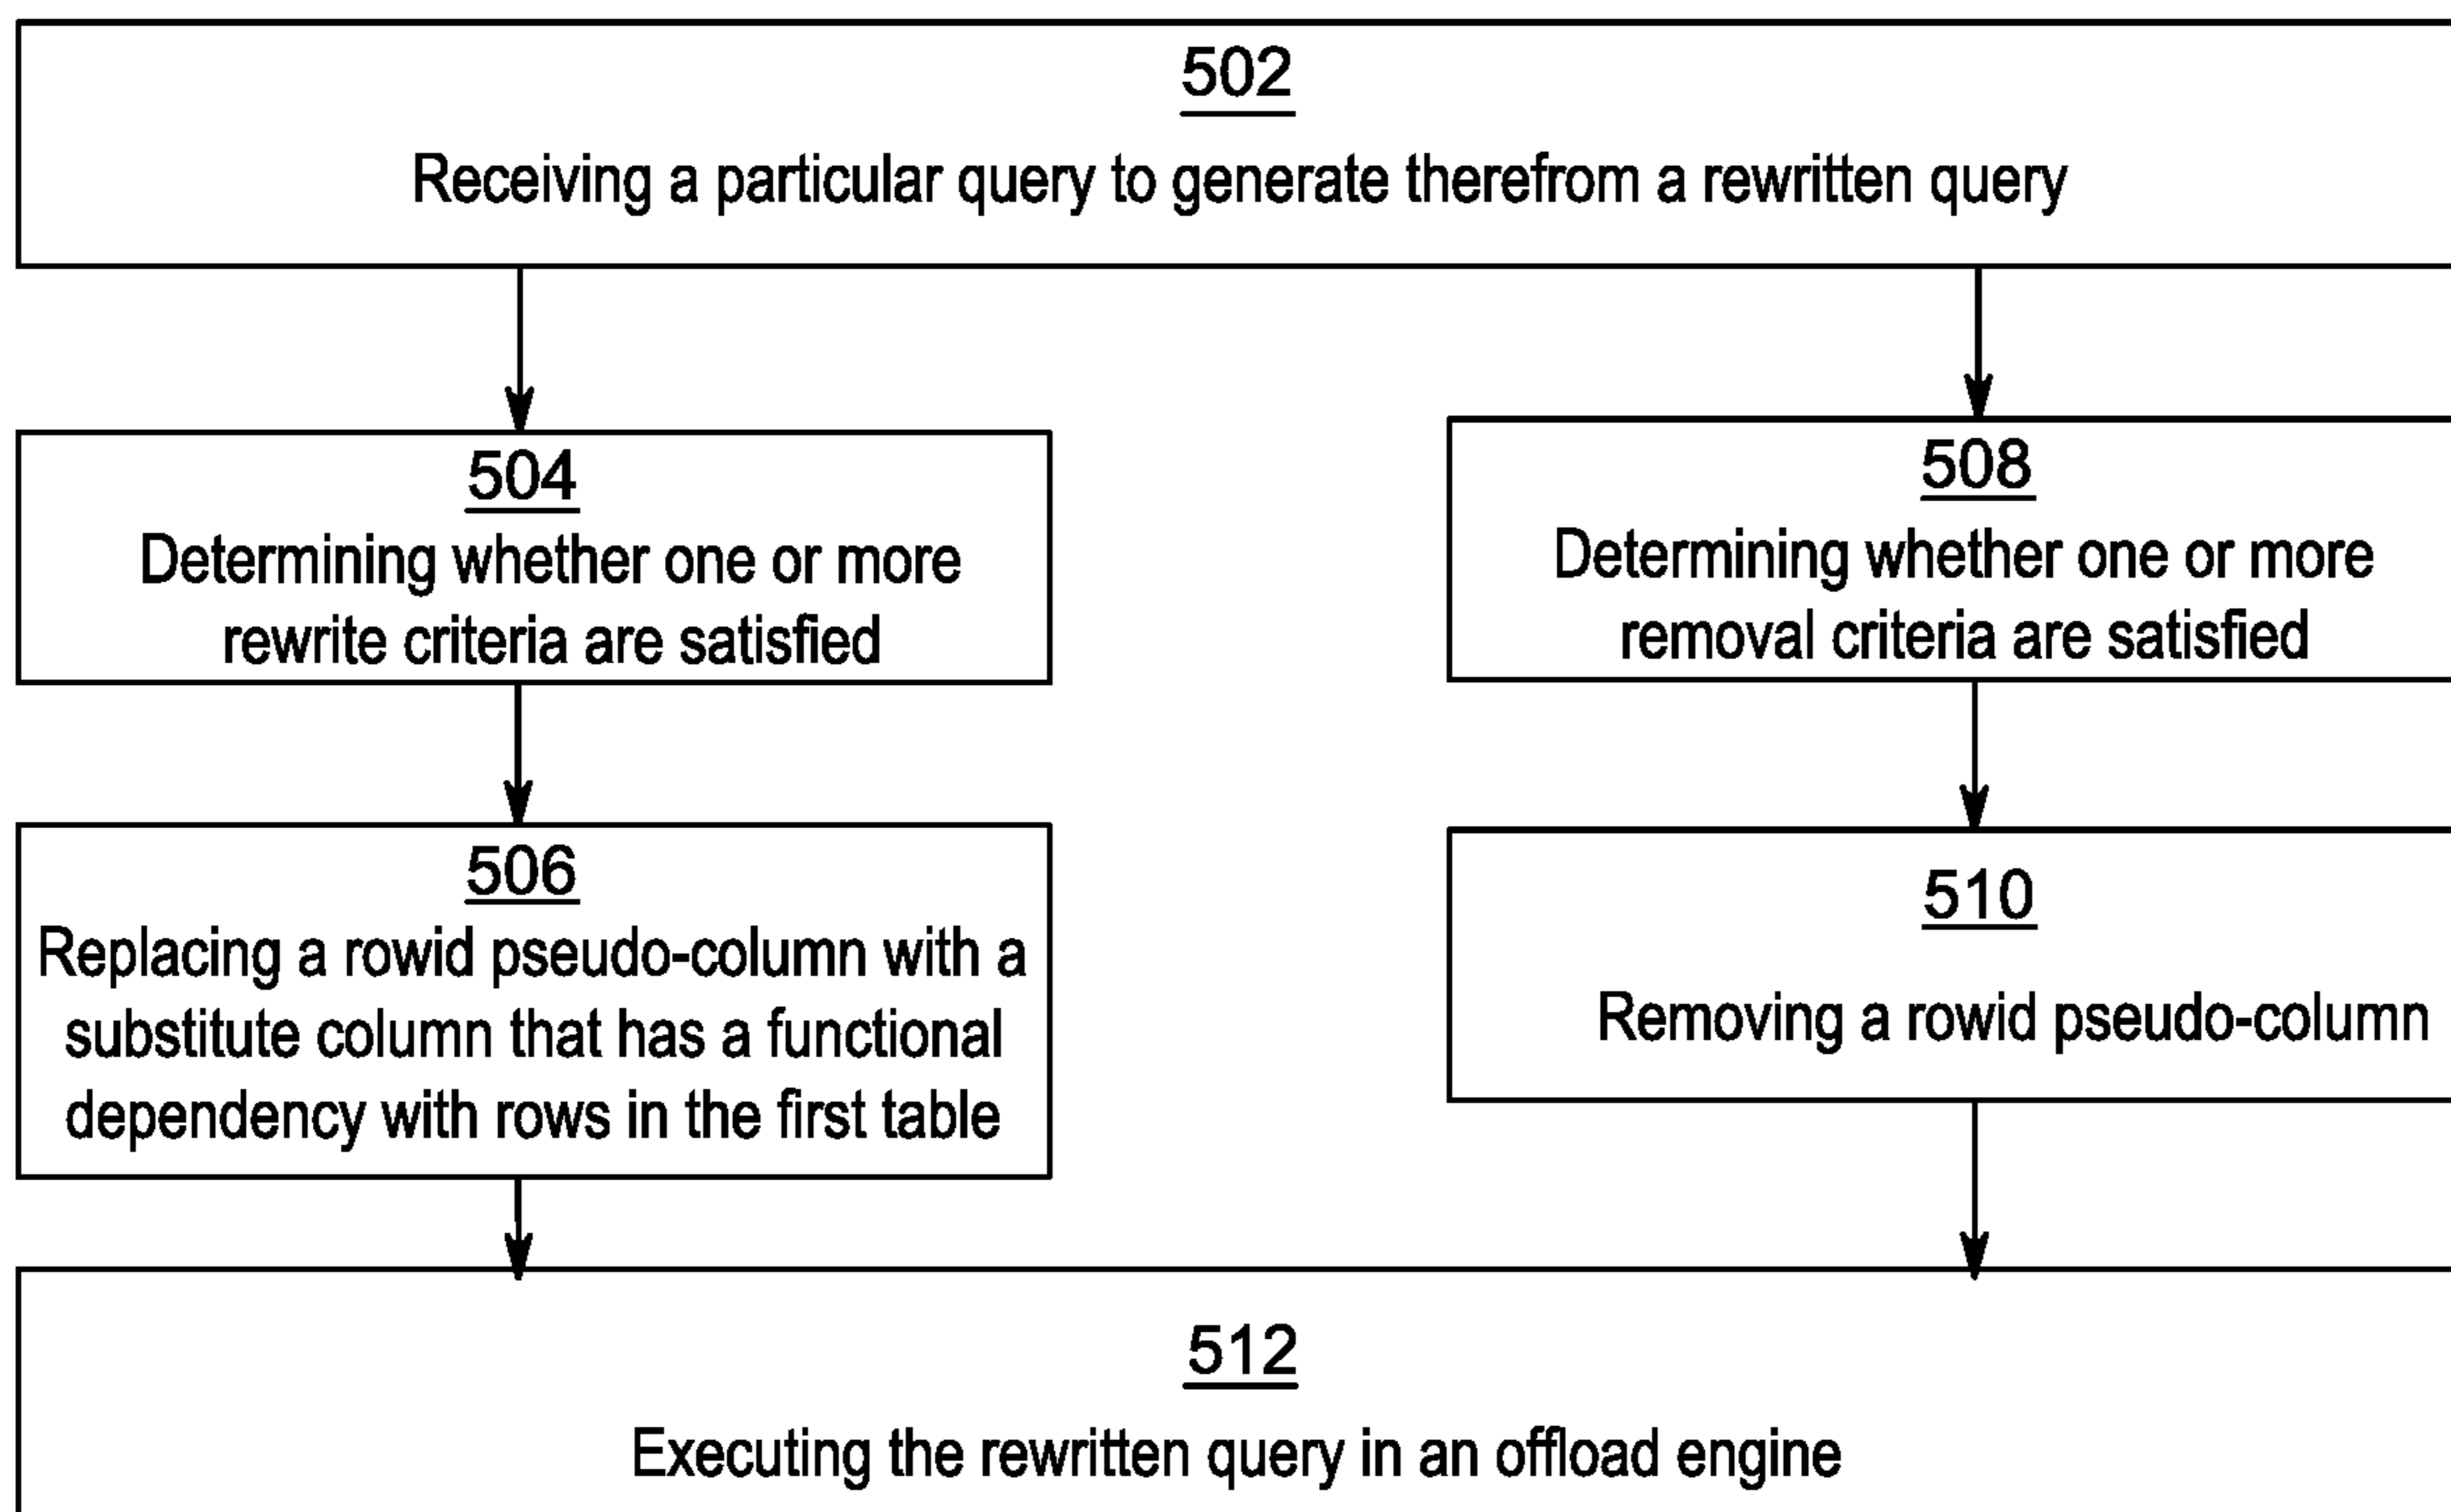 502
Receiving a particular query to generate therefrom a rewritten query
504
Determining whether one or more
rewrite criteria are satisfied
508
Determining whether one or more
removal criteria are satisfied
506
Replacing a rowid pseudo-column with a
substitute column that has a functional
dependency with rows in the first table
510
Removing a rowid pseudo-column
512
Executing the rewritten query in an offload engine